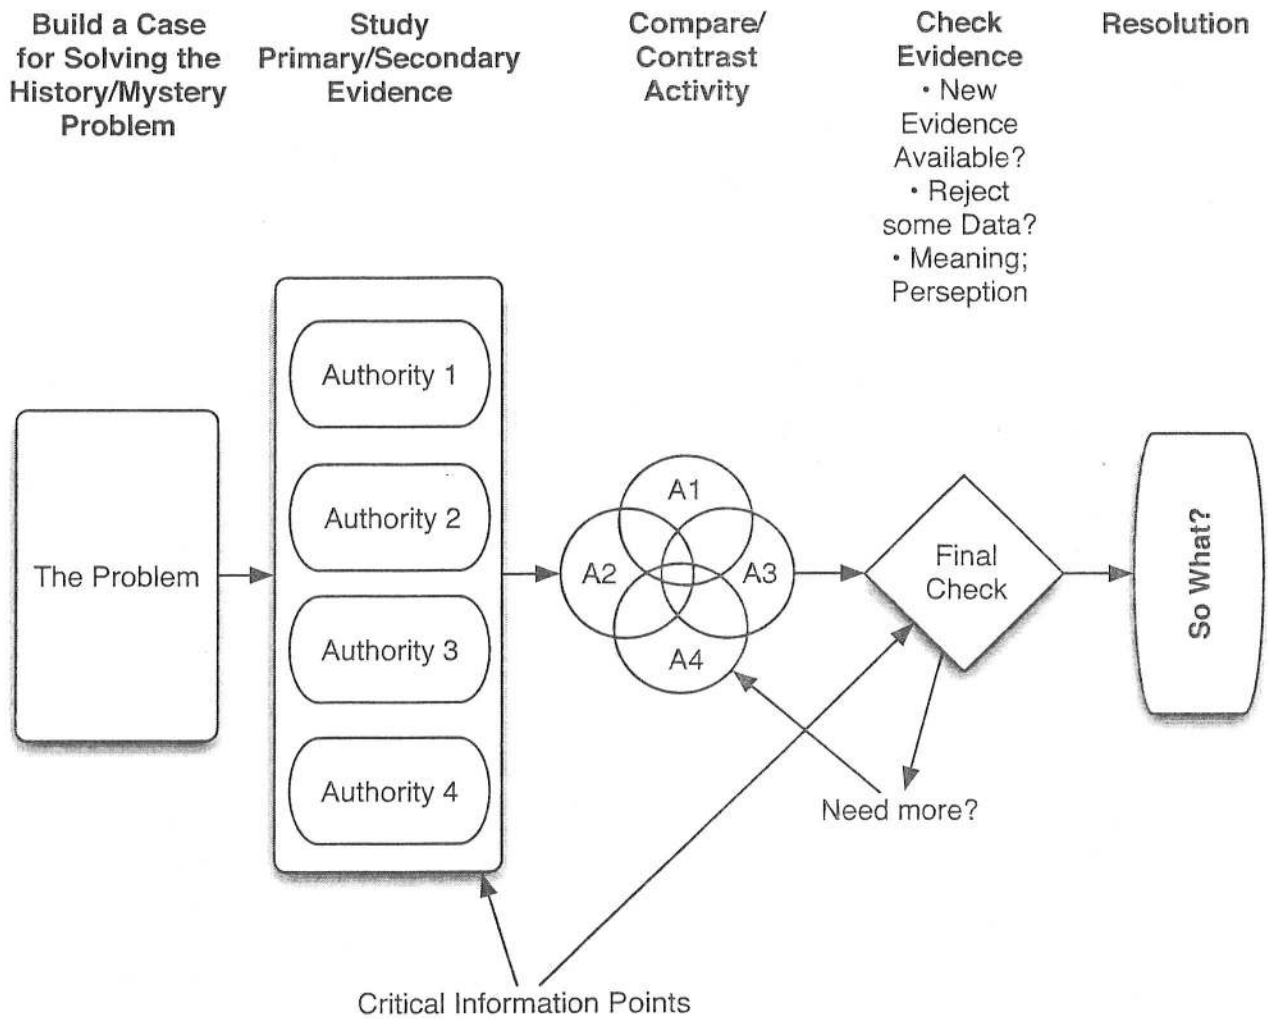 Build a Case
for Solving the
History/Mystery
Problem
Study
Primary/Secondary
Evidence
Compare/
Contrast
Activity
Check
Evidence
• New
Evidence
Available?
• Reject
some Data?
• Meaning;
Perseption
Resolution
The Problem
Authority 1
Authority 2
Authority 3
Authority 4
A1
A2
A3
A4
Final
Check
So What?
Need more?
Critical Information Points